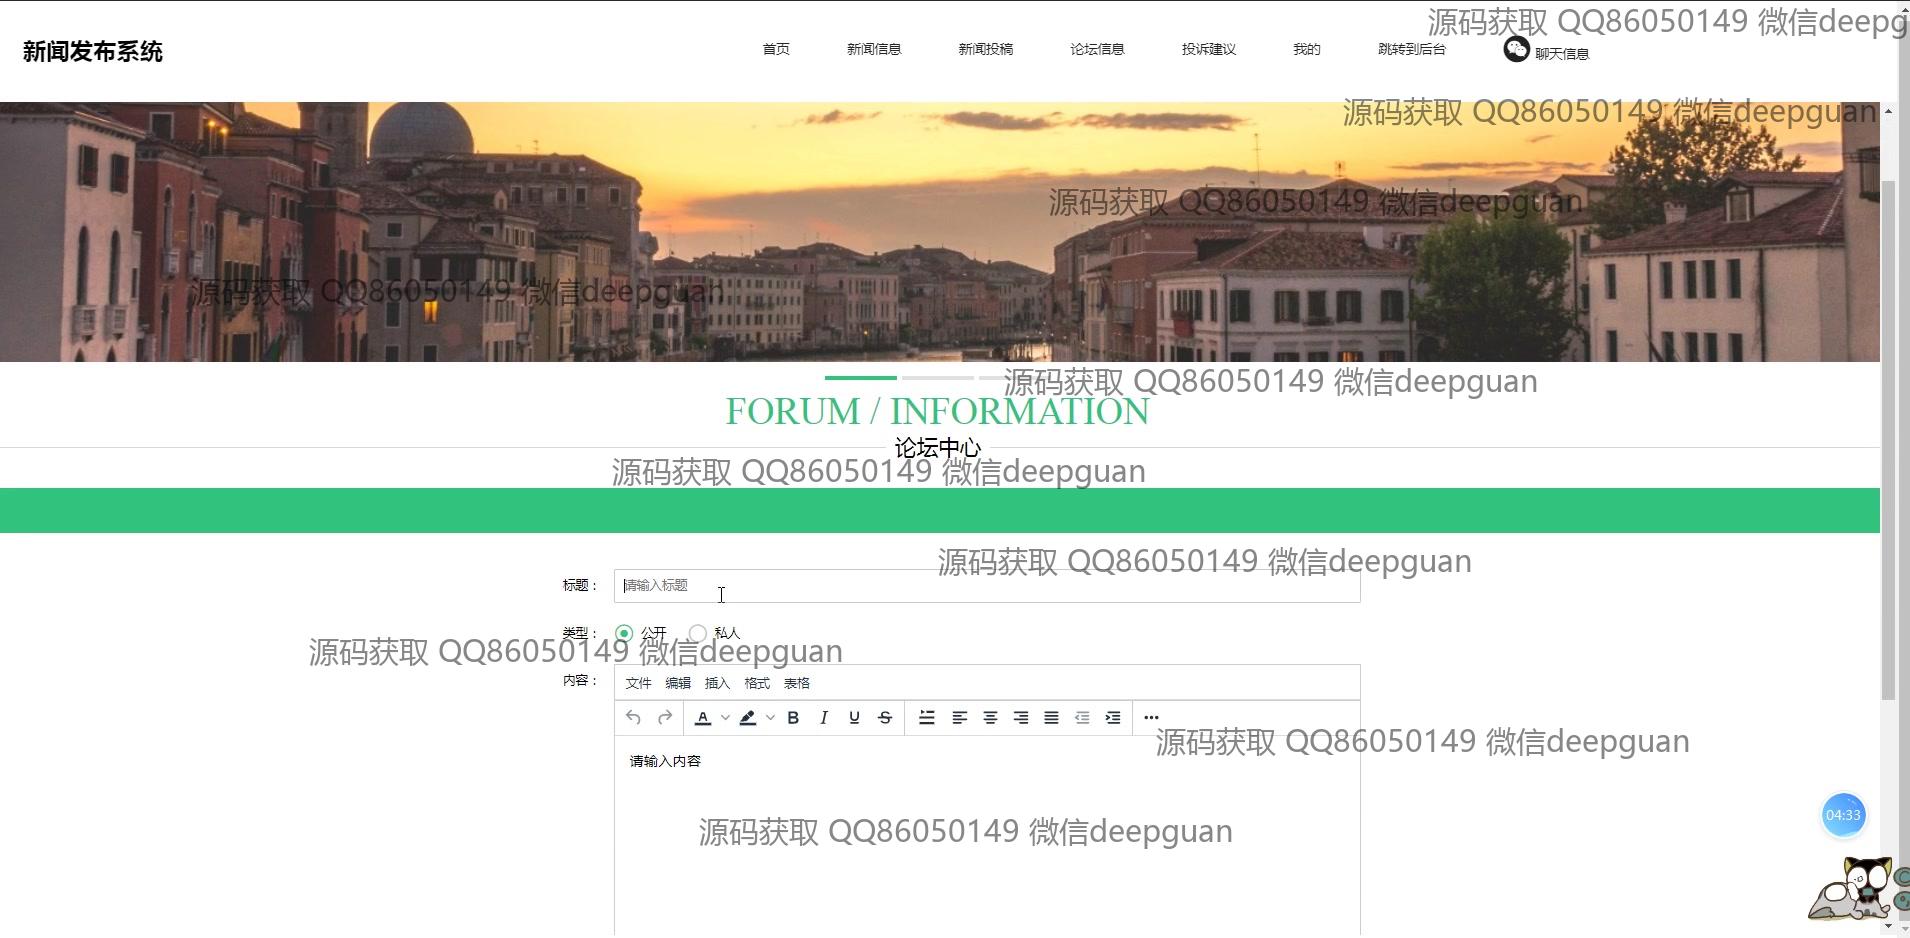 源码获取 QQ86050149 微信deepg
新闻发布系统
首页 新闻信息 新闻投稿 论坛信息 投诉建议 我的 跳转到后台 聊天信息
源码获取 QQ86050149 微信deepguan
源码获取 QQ86050149 微信deepguan
源码获取 QQ86050149 微信deepguan
源码获取 QQ86050149 微信deepguan
FORUM / INFORMATION
论坛中心
源码获取 QQ86050149 微信deepguan
源码获取 QQ86050149 微信deepguan
标题： 请输入标题
类型： 公开 私人
源码获取 QQ86050149 微信deepguan
内容： 文件 编辑 插入 格式 表格
源码获取 QQ86050149 微信deepguan
请输入内容
04:33
源码获取 QQ86050149 微信deepguan